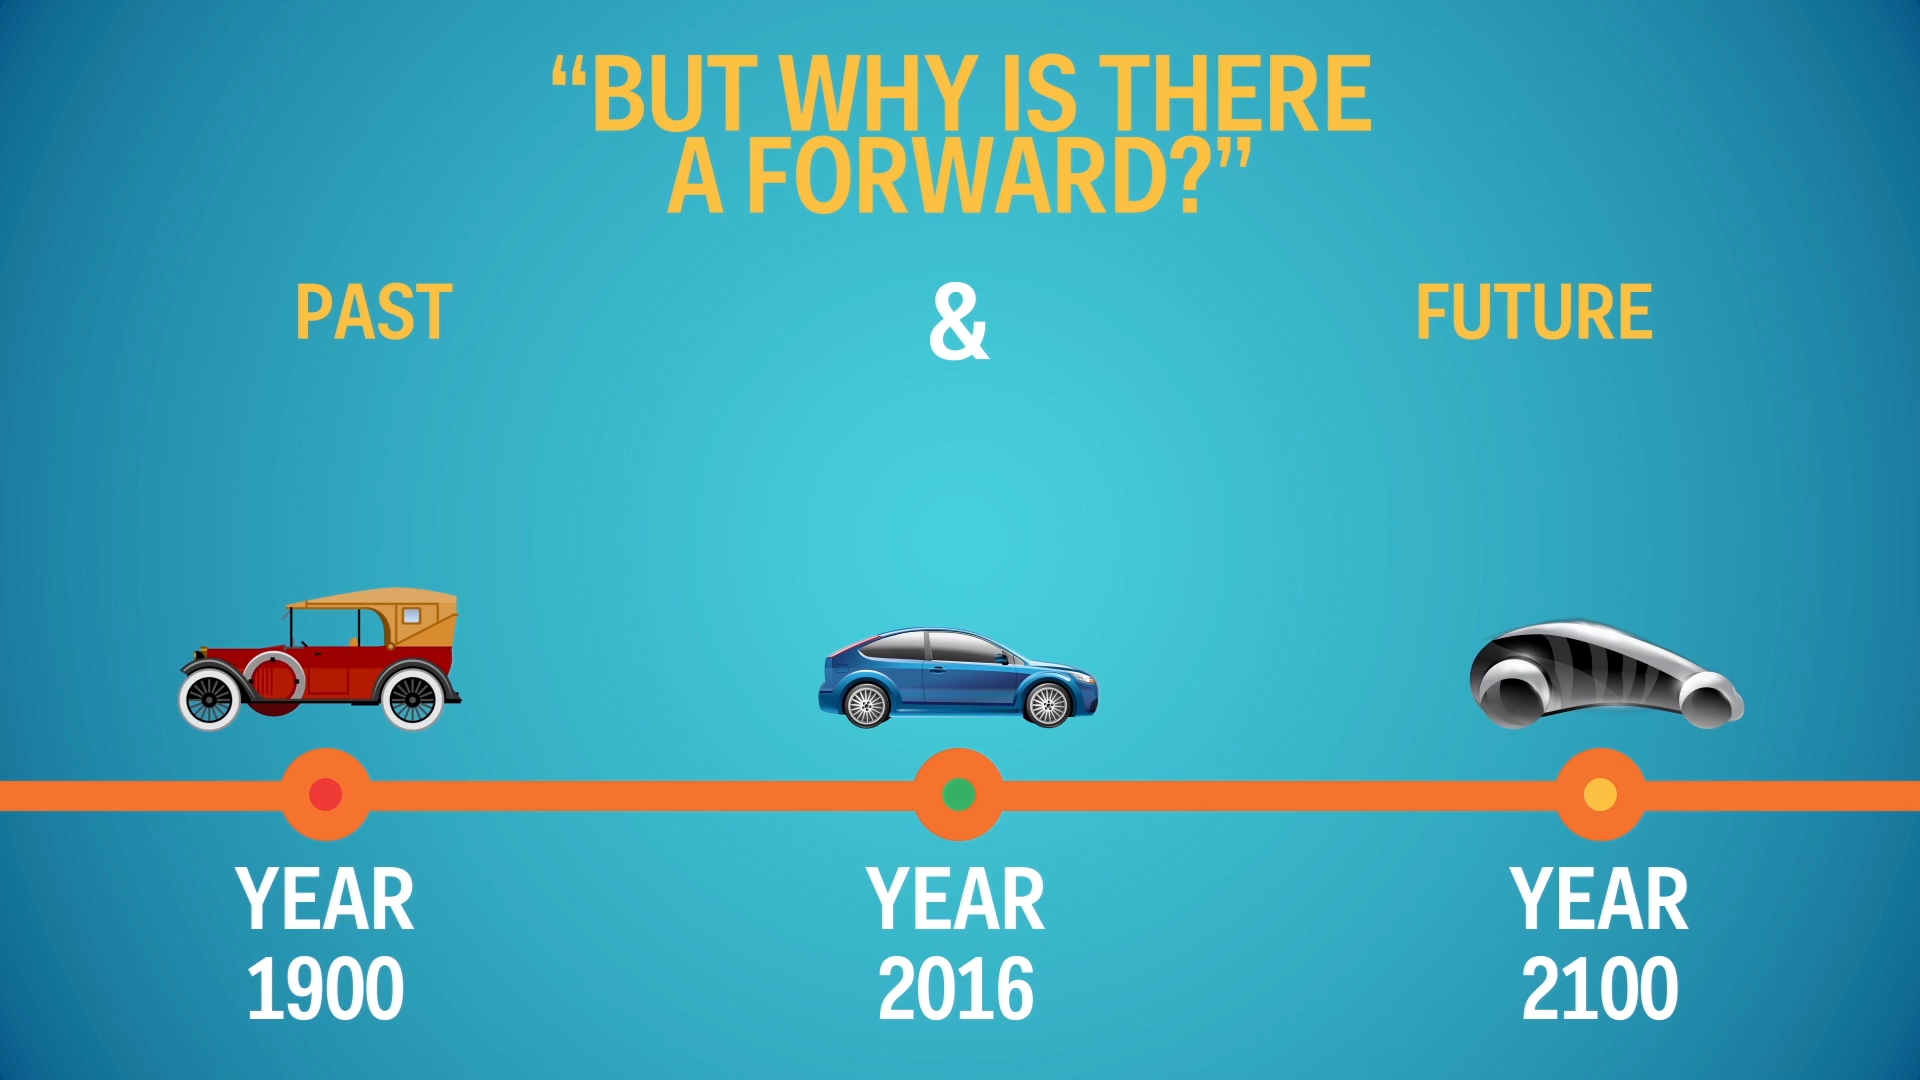 “BUT WHY IS THERE
A FORWARD?”
PAST & FUTURE
YEAR
1900
YEAR
2016
YEAR
2100